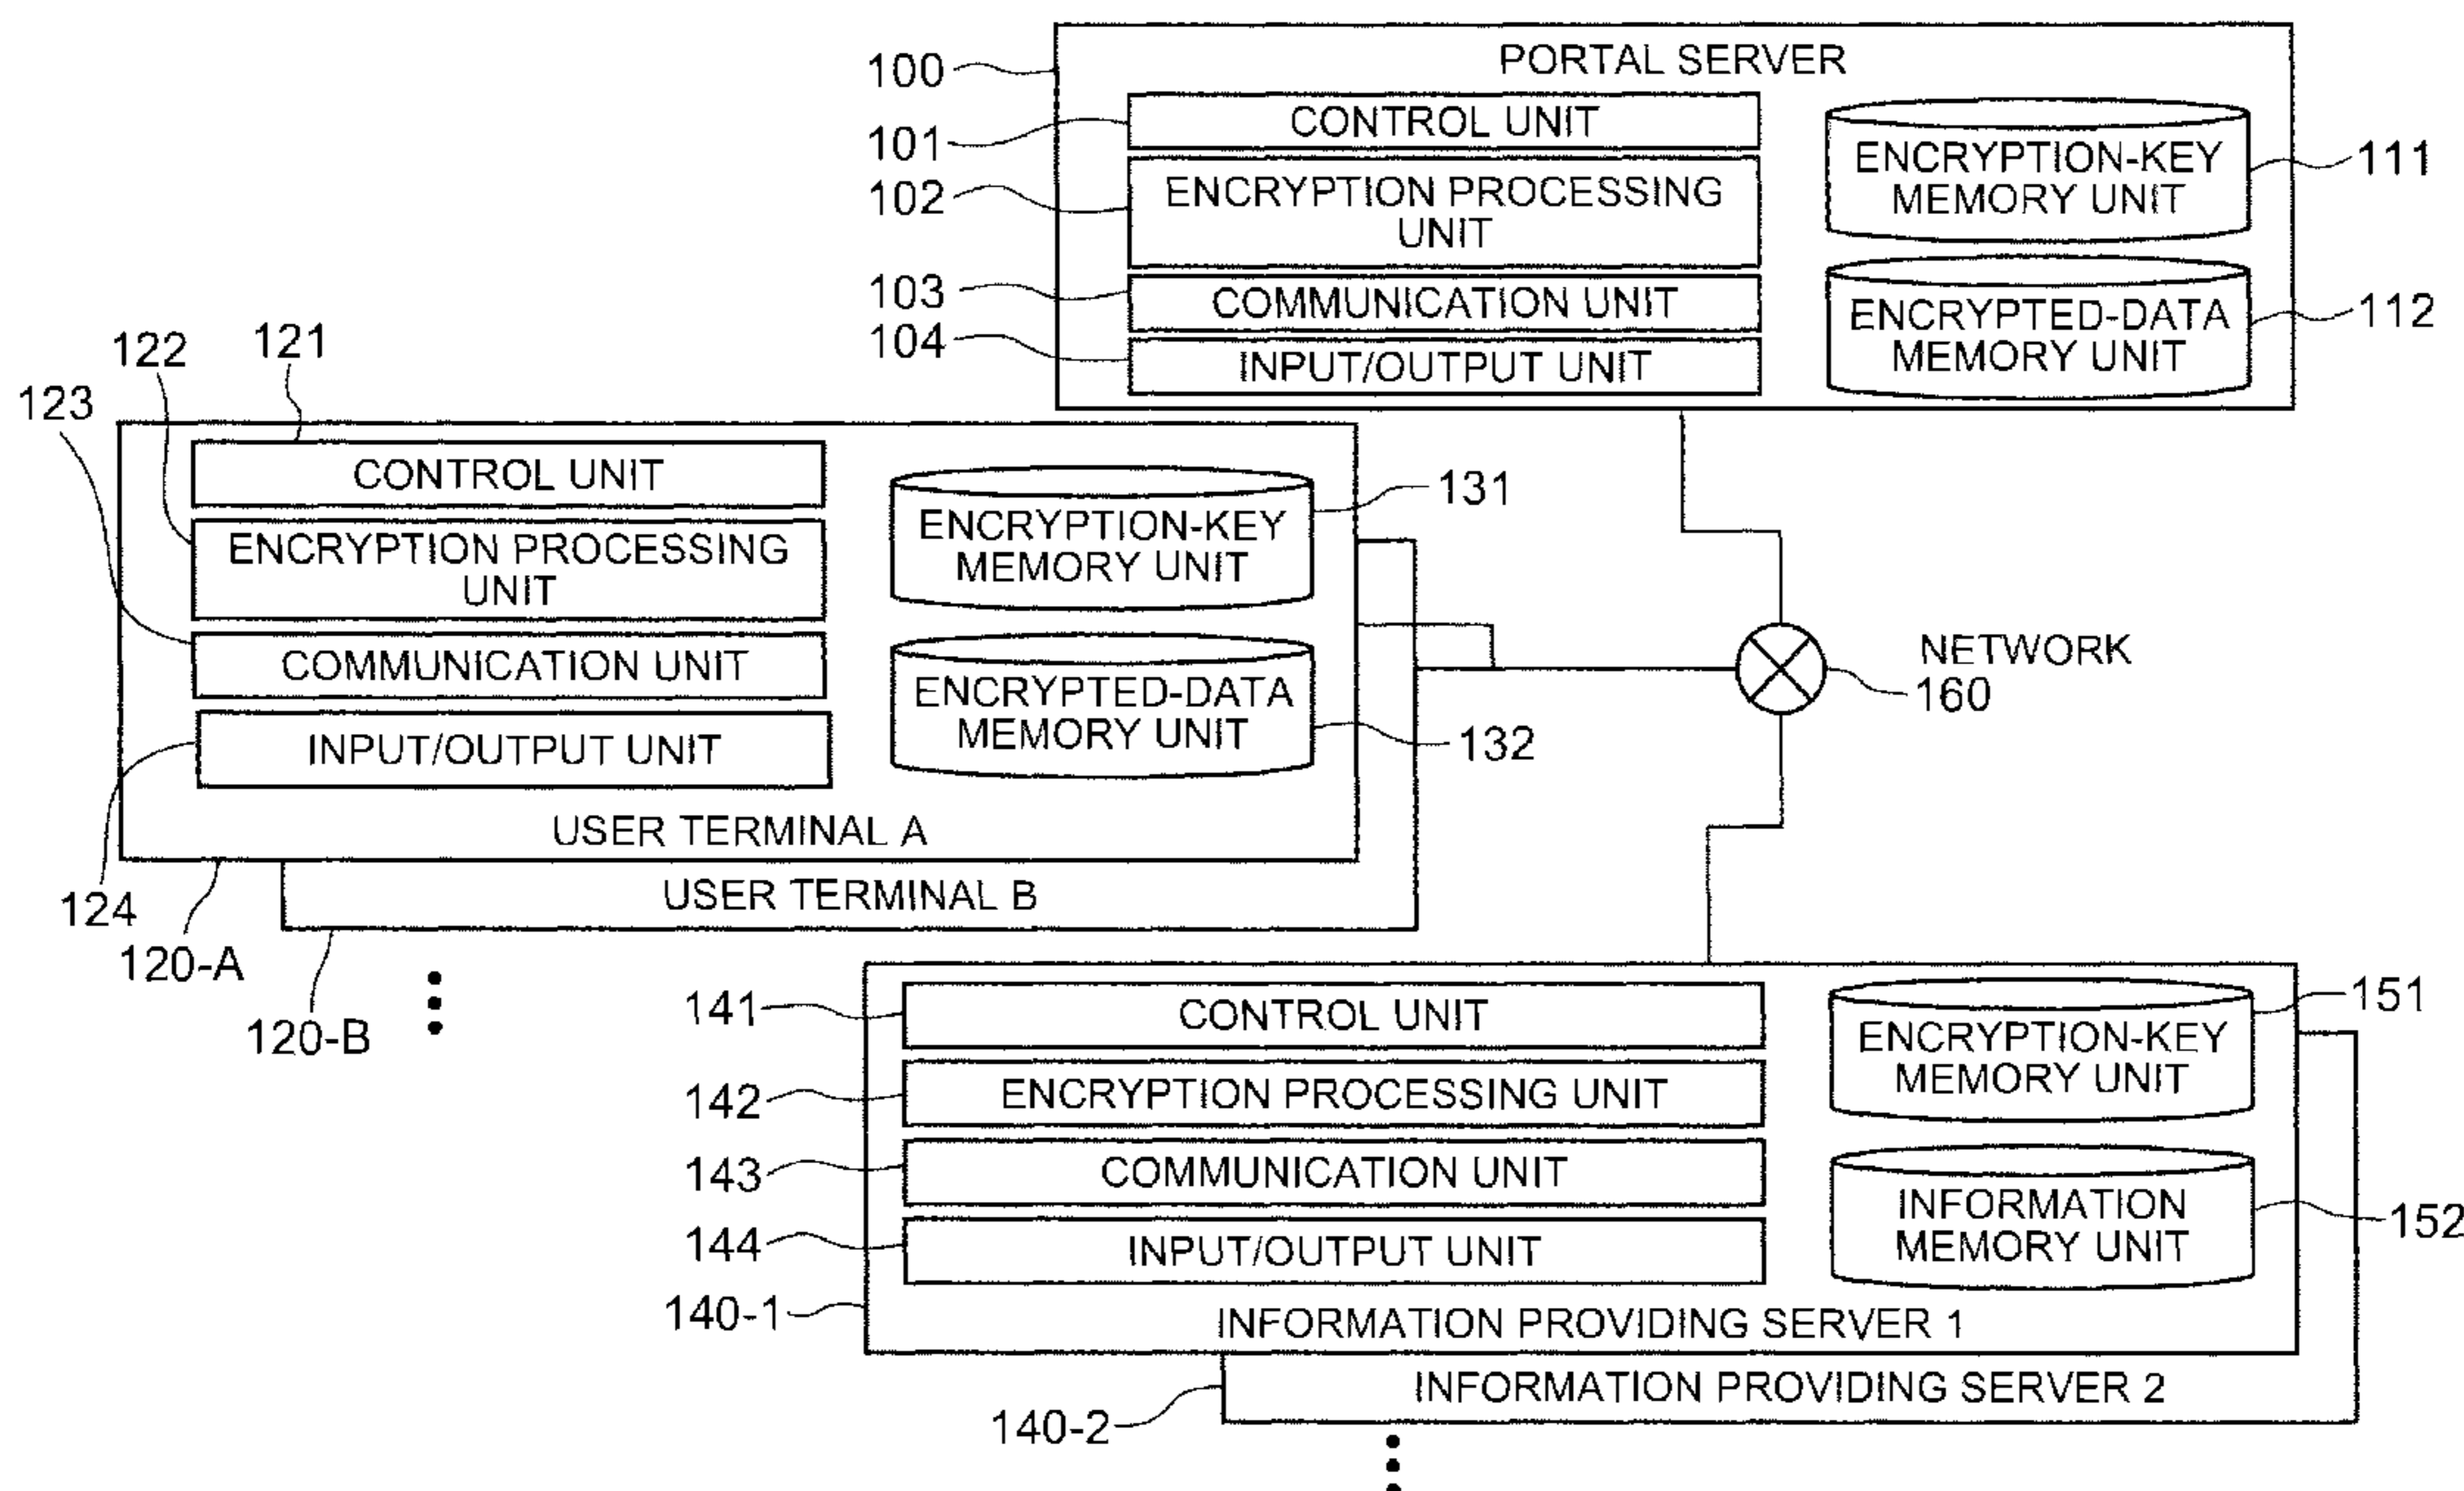 100
PORTAL SERVER
101
CONTROL UNIT
102
ENCRYPTION PROCESSING
UNIT
103
COMMUNICATION UNIT
104
INPUT/OUTPUT UNIT
ENCRYPTION-KEY
MEMORY UNIT
111
ENCRYPTED-DATA
MEMORY UNIT
112
121
122
123
124
CONTROL UNIT
ENCRYPTION PROCESSING
UNIT
COMMUNICATION UNIT
INPUT/OUTPUT UNIT
ENCRYPTION-KEY
MEMORY UNIT
131
ENCRYPTED-DATA
MEMORY UNIT
132
USER TERMINAL A
120-A
USER TERMINAL B
120-B
NETWORK
160
141
CONTROL UNIT
142
ENCRYPTION PROCESSING UNIT
143
COMMUNICATION UNIT
144
INPUT/OUTPUT UNIT
ENCRYPTION-KEY
MEMORY UNIT
151
INFORMATION
MEMORY UNIT
152
140-1
INFORMATION PROVIDING SERVER 1
INFORMATION PROVIDING SERVER 2
140-2